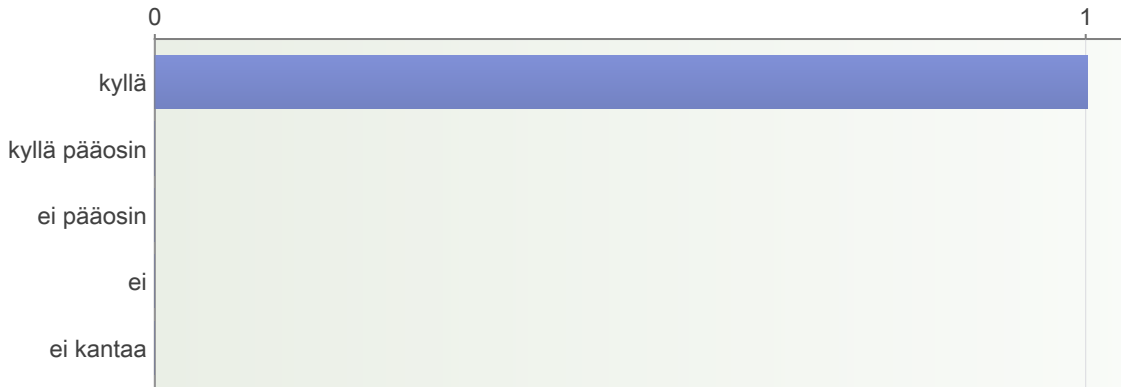 0 1
kyllä
kyllä pääosin
ei pääosin
ei
ei kantaa